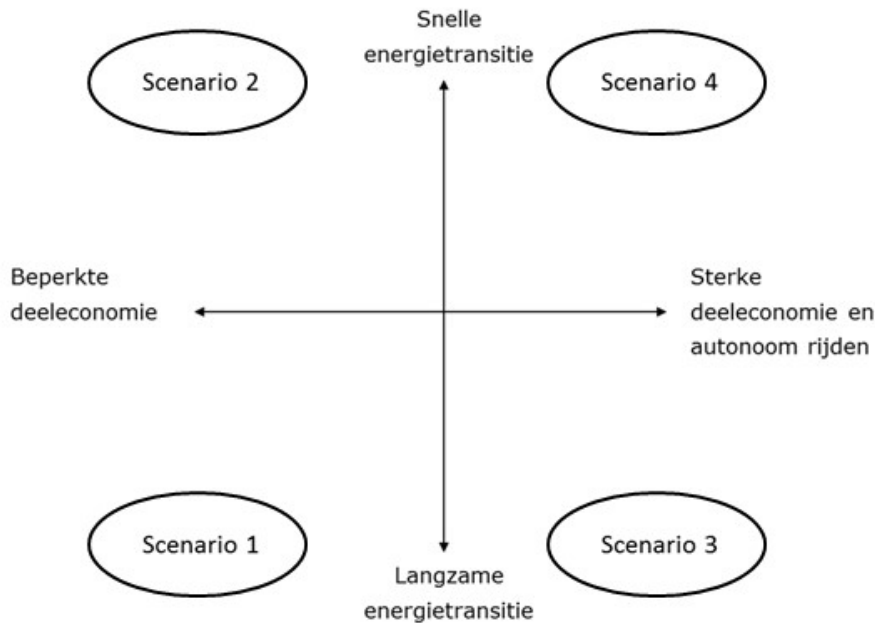 Snelle
energietransitie
Scenario 2
Scenario 4
Beperkte
deeleconomie
Sterke
deeleconomie en
autonoom rijden
Scenario 1
Scenario 3
Langzame
energietransitie